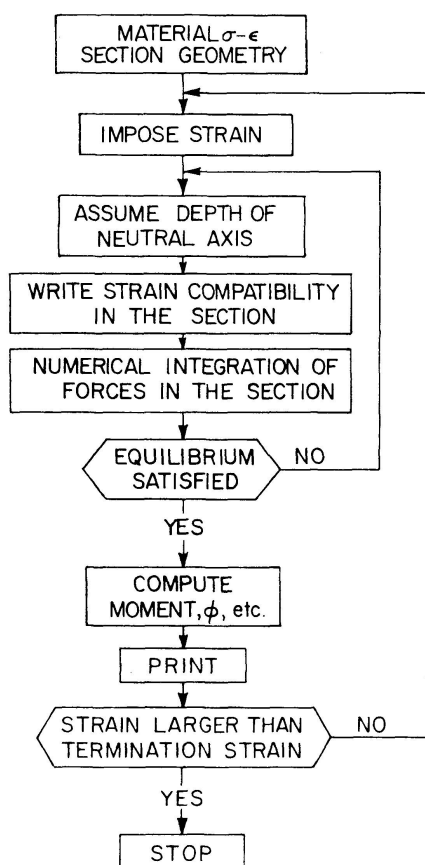 MATERIAL σ-ϵ
SECTION GEOMETRY
IMPOSE STRAIN
ASSUME DEPTH OF
NEUTRAL AXIS
WRITE STRAIN COMPATIBILITY
IN THE SECTION
NUMERICAL INTEGRATION OF
FORCES IN THE SECTION
EQUILIBRIUM
SATISFIED
NO
YES
COMPUTE
MOMENT,ϕ, etc.
PRINT
STRAIN LARGER THAN
TERMINATION STRAIN
NO
YES
STOP